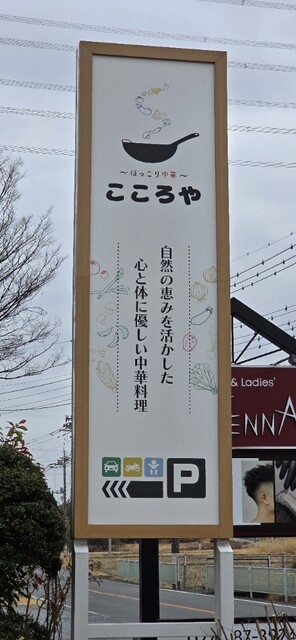 ～ほっこり中華～
こころや
自然の恵みを活かした
心と体に優しい中華料理
P
& Ladies'
ENNA